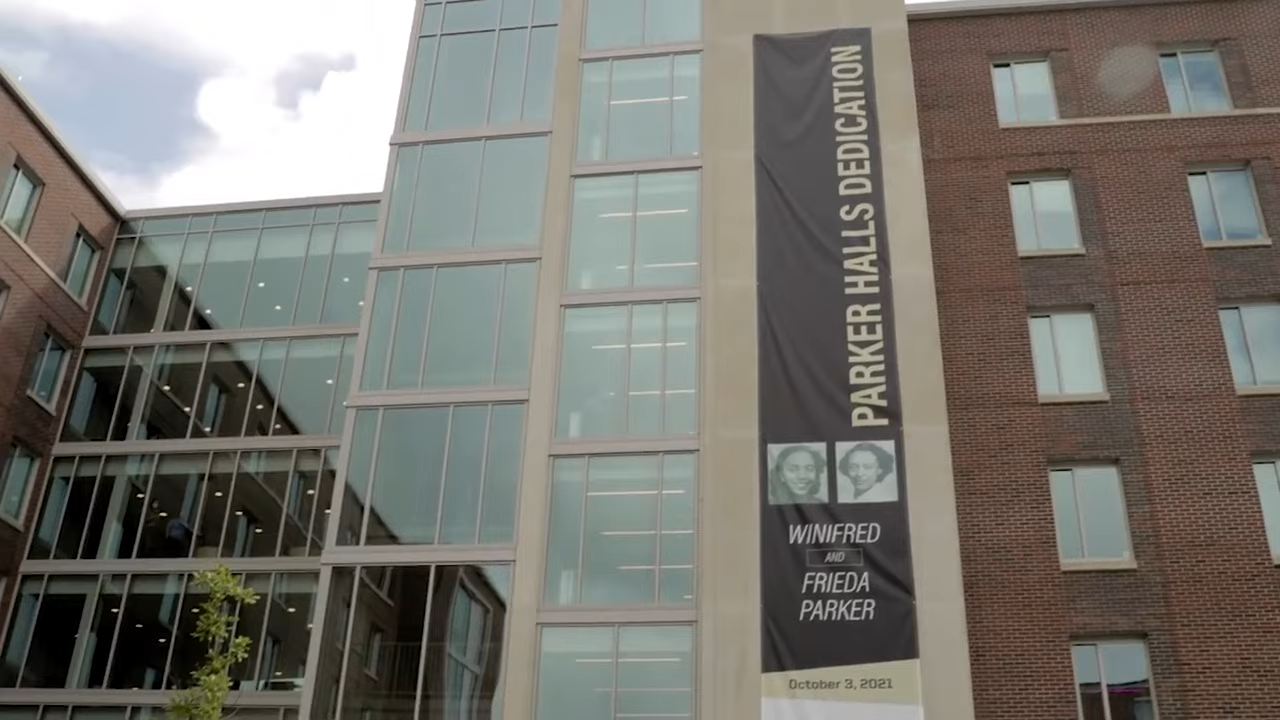 PARKER HALLS DEDICATION
WINIFRED
AND
FRIEDA
PARKER
October 3, 2021